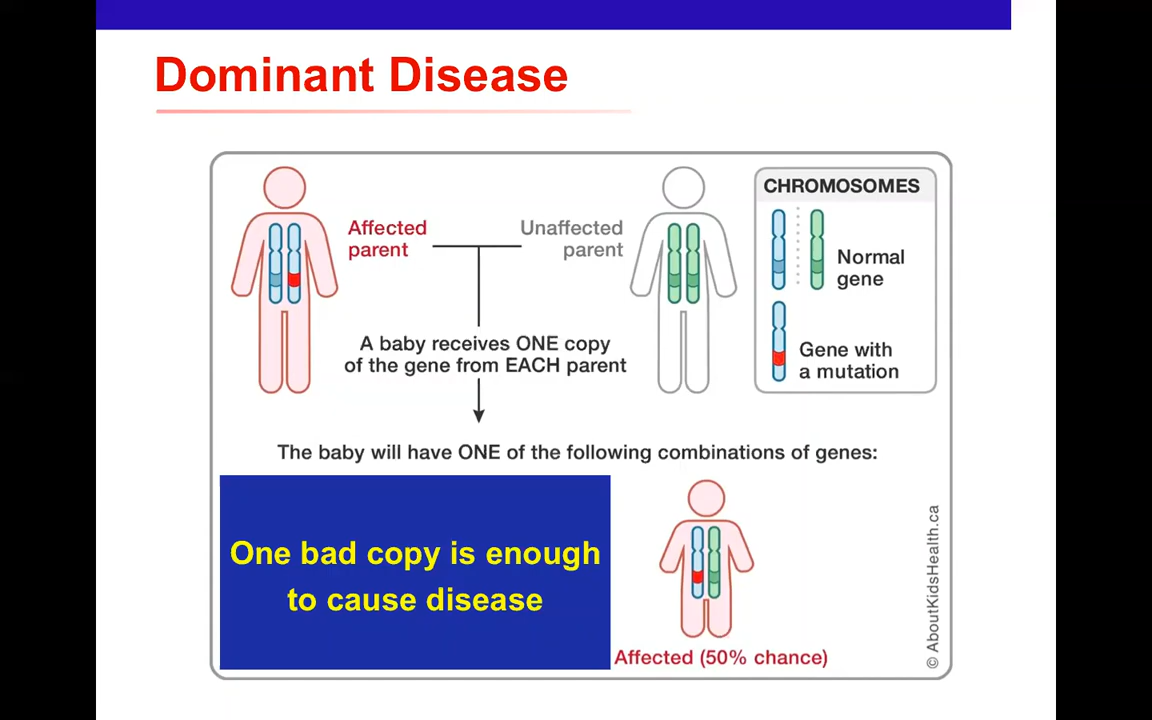 Dominant Disease
Affected
parent
Unaffected
parent
CHROMOSOMES
Normal
gene
Gene with
a mutation
A baby receives ONE copy
of the gene from EACH parent
The baby will have ONE of the following combinations of genes:
One bad copy is enough
to cause disease
Affected (50% chance)
© AboutKidsHealth.ca